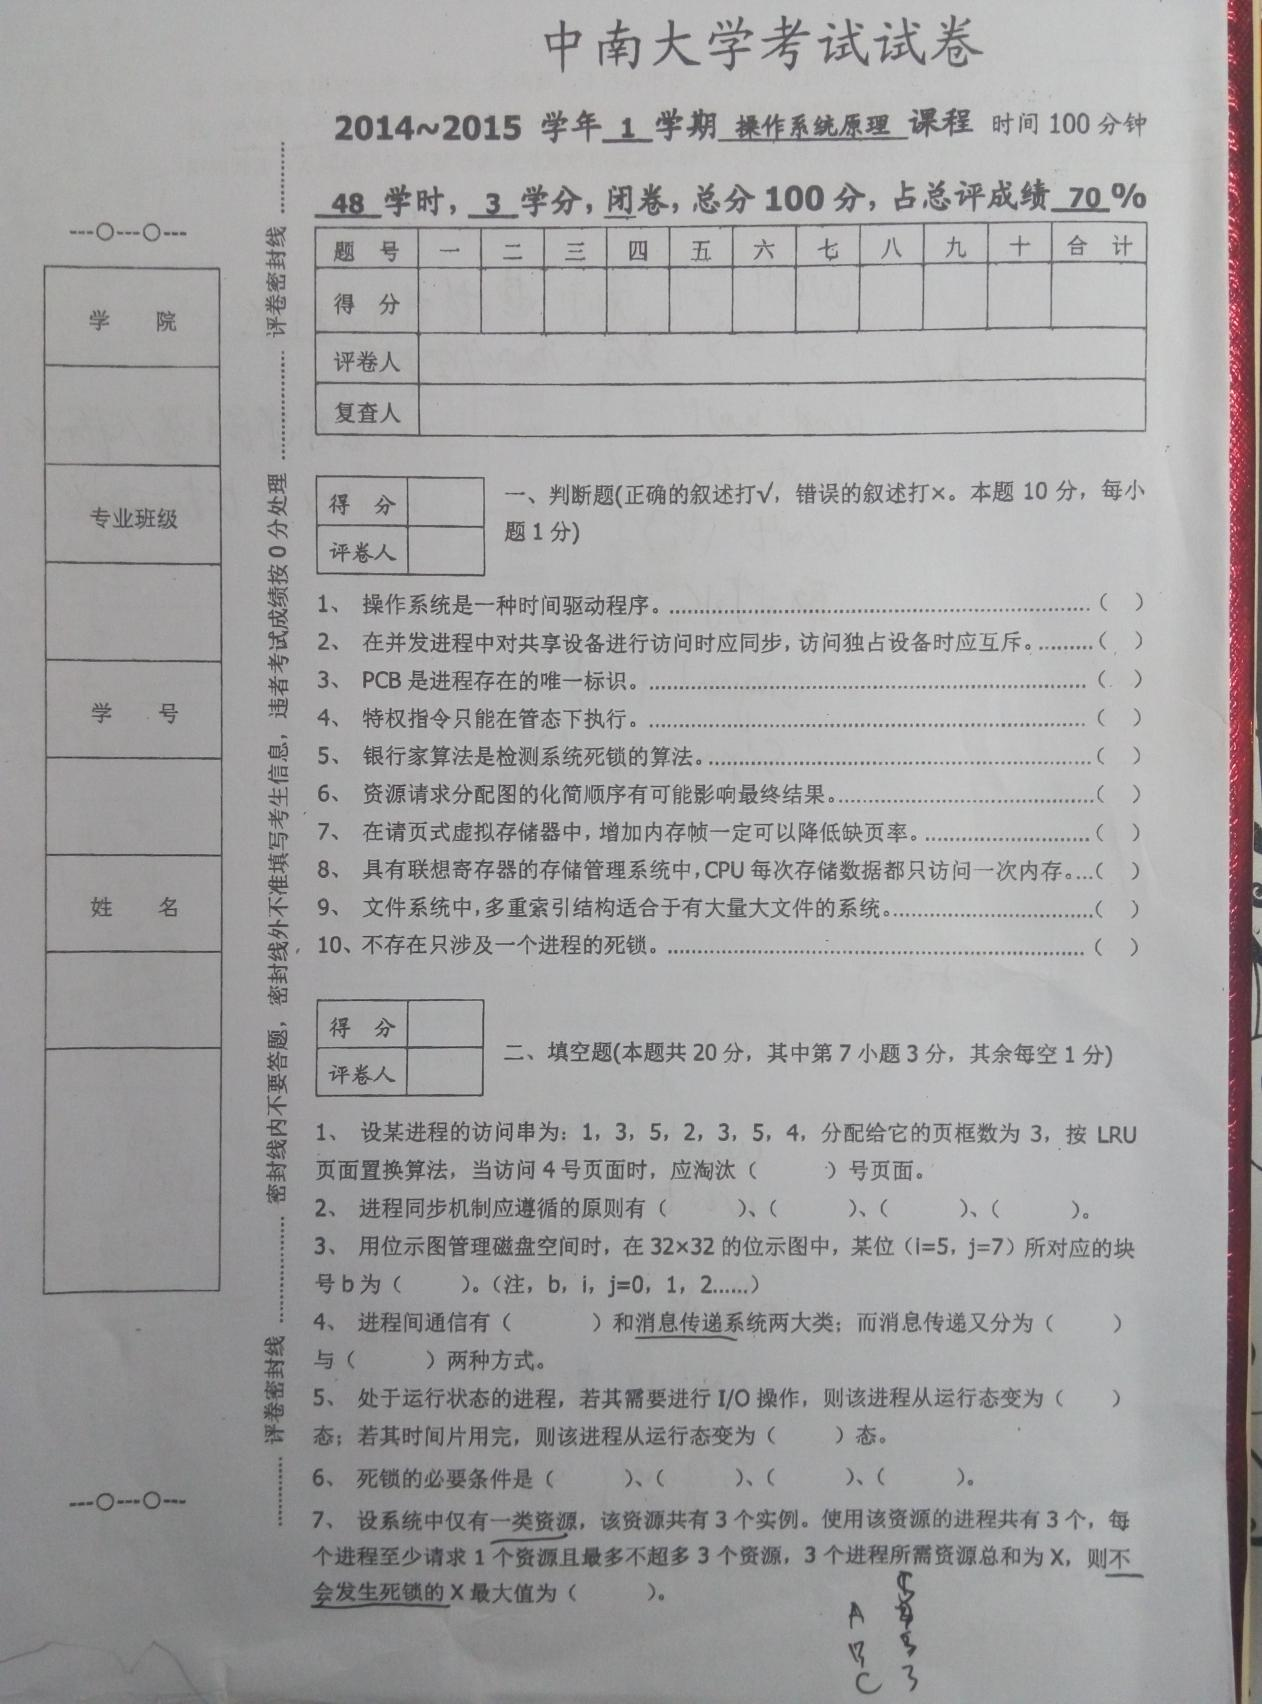 中南大学考试试卷
2014~2015 学年 1 学期 操作系统原理 课程 时间 100 分钟
48 学时, 3 学分, 闭卷, 总分 100 分, 占总评成绩 70 %
题 号 一 二 三 四 五 六 七 八 九 十 合 计
得 分
评卷人
复查人
学 院
专业班级
学 号
姓 名
---○---○---
---○---○---
评卷密封线 密封线内不要答题, 密封线外不准填写考生信息, 违者考试成绩按 0 分处理 评卷密封线
得 分
评卷人
一、判断题(正确的叙述打√, 错误的叙述打×。本题 10 分, 每小
题 1 分)
1、 操作系统是一种时间驱动程序。( )
2、 在并发进程中对共享设备进行访问时应同步, 访问独占设备时应互斥。( )
3、 PCB 是进程存在的唯一标识。( )
4、 特权指令只能在管态下执行。( )
5、 银行家算法是检测系统死锁的算法。( )
6、 资源请求分配图的化简顺序有可能影响最终结果。( )
7、 在请页式虚拟存储器中, 增加内存帧一定可以降低缺页率。( )
8、 具有联想寄存器的存储管理系统中, CPU 每次存储数据都只访问一次内存。( )
9、 文件系统中, 多重索引结构适合于有大量大文件的系统。( )
10、不存在只涉及一个进程的死锁。( )
得 分
评卷人
二、填空题(本题共 20 分, 其中第 7 小题 3 分, 其余每空 1 分)
1、 设某进程的访问串为: 1, 3, 5, 2, 3, 5, 4, 分配给它的页框数为 3, 按 LRU
页面置换算法, 当访问 4 号页面时, 应淘汰 ( ) 号页面。
2、 进程同步机制应遵循的原则有 ( )、( )、( )、( )。
3、 用位示图管理磁盘空间时, 在 32×32 的位示图中, 某位 (i=5, j=7) 所对应的块
号 b 为 ( )。(注, b, i, j=0, 1, 2......)
4、 进程间通信有 ( ) 和消息传递系统两大类; 而消息传递又分为 ( )
与 ( ) 两种方式。
5、 处于运行状态的进程, 若其需要进行 I/O 操作, 则该进程从运行态变为 ( )
态; 若其时间片用完, 则该进程从运行态变为 ( ) 态。
6、 死锁的必要条件是 ( )、( )、( )、( )。
7、 设系统中仅有一类资源, 该资源共有 3 个实例。使用该资源的进程共有 3 个, 每
个进程至少请求 1 个资源且最多不超多 3 个资源, 3 个进程所需资源总和为 X, 则不
会发生死锁的 X 最大值为 ( )。
A
B 3
C 3